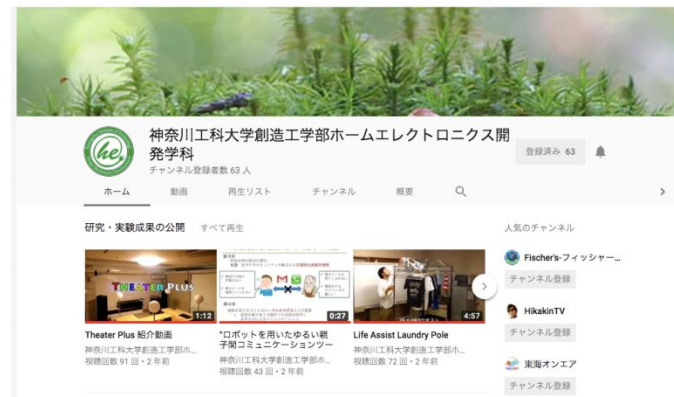 神奈川工科大学創造工学部ホームエレクトロニクス開
発学科
チャンネル登録者数 63 人
登録済み 63
he
ホーム 動画 再生リスト チャンネル 概要
研究・実験成果の公開 すべて再生
THEATER PLUS
1:12
0:27
4:57
Theater Plus 紹介動画
神奈川工科大学創造工学部ホ...
視聴回数 91 回・2 年前
"ロボットを用いたゆるい親
子間コミュニケーションツー
神奈川工科大学創造工学部ホ...
視聴回数 43 回・2 年前
Life Assist Laundry Pole
神奈川工科大学創造工学部ホ...
視聴回数 72 回・2 年前
人気のチャンネル
Fischer's-フィッシャー...
チャンネル登録
HikakinTV
チャンネル登録
東海オンエア
チャンネル登録